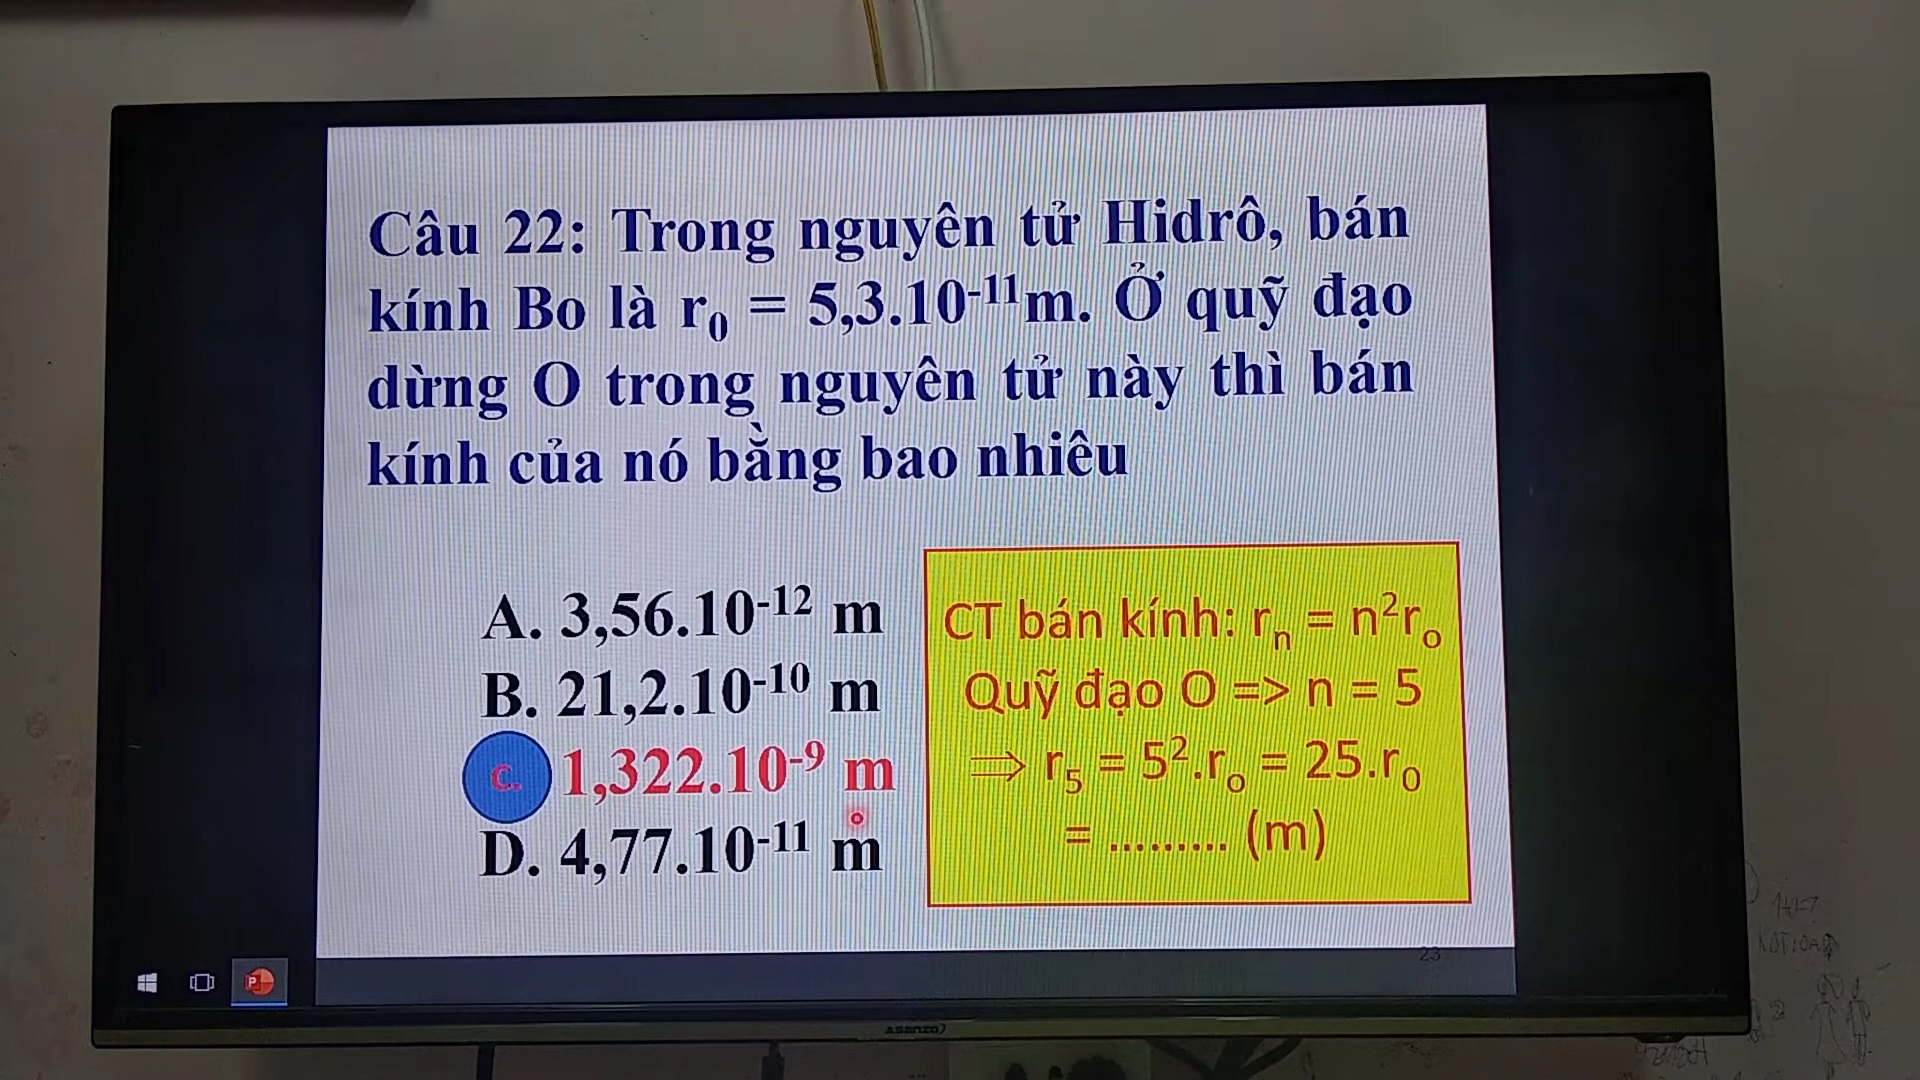 Câu 22: Trong nguyên tử Hidrô, bán
kính Bo là r₀ = 5,3.10⁻¹¹m. Ở quỹ đạo
dừng O trong nguyên tử này thì bán
kính của nó bằng bao nhiêu
A. 3,56.10⁻¹² m
B. 21,2.10⁻¹⁰ m
C. 1,322.10⁻⁹ m
D. 4,77.10⁻¹¹ m
CT bán kính: rₙ = n²rₒ
Quỹ đạo O => n = 5
⇒ r₅ = 5².rₒ = 25.r₀
= ......... (m)
23
P
ASANZO